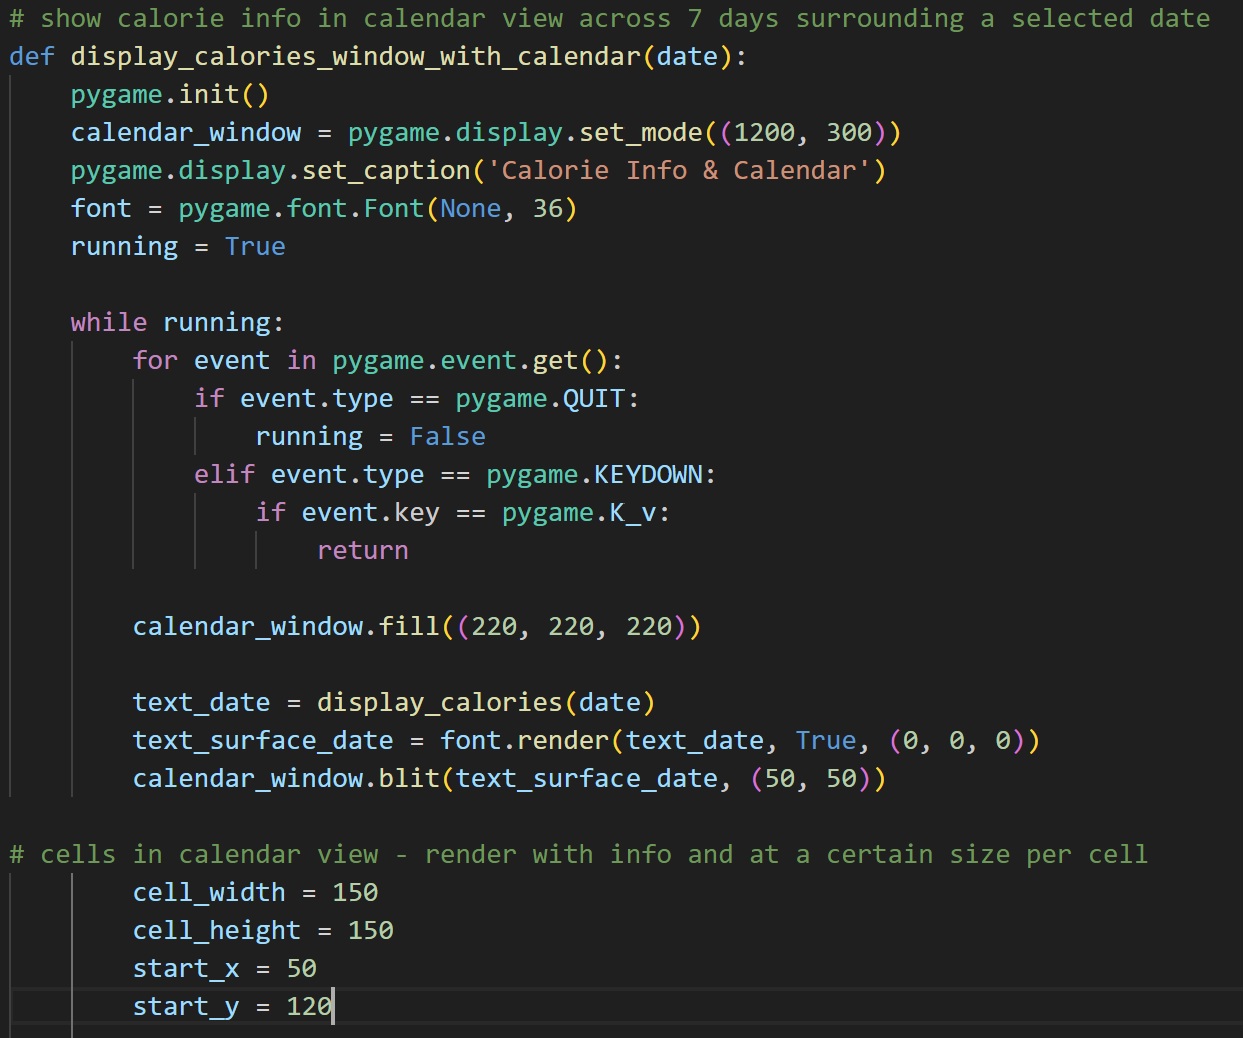 # show calorie info in calendar view across 7 days surrounding a selected date
def display_calories_window_with_calendar(date):
    pygame.init()
    calendar_window = pygame.display.set_mode((1200, 300))
    pygame.display.set_caption('Calorie Info & Calendar')
    font = pygame.font.Font(None, 36)
    running = True

    while running:
        for event in pygame.event.get():
            if event.type == pygame.QUIT:
                running = False
            elif event.type == pygame.KEYDOWN:
                if event.key == pygame.K_v:
                    return

        calendar_window.fill((220, 220, 220))

        text_date = display_calories(date)
        text_surface_date = font.render(text_date, True, (0, 0, 0))
        calendar_window.blit(text_surface_date, (50, 50))

# cells in calendar view - render with info and at a certain size per cell
        cell_width = 150
        cell_height = 150
        start_x = 50
        start_y = 120